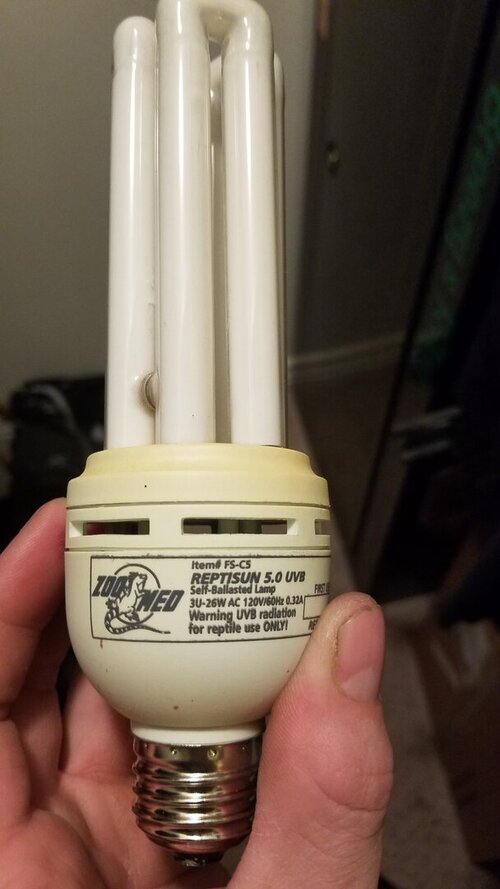 ZOO MED
Item# FS-C5
REPTISUN 5.0 UVB
Self-Ballasted Lamp
3U-26W AC 120V/60Hz 0.32A
Warning UVB radiation
for reptile use ONLY!
FIRST